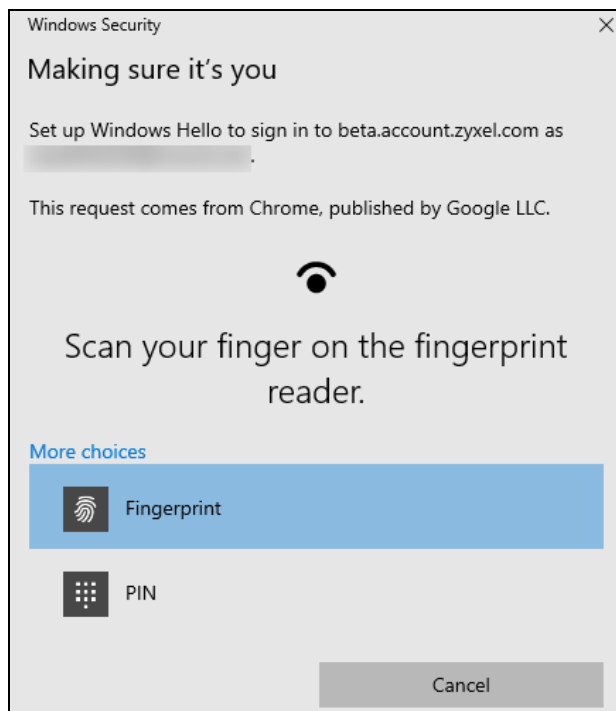 Windows Security
Making sure it's you
Set up Windows Hello to sign in to beta.account.zyxel.com as
.
This request comes from Chrome, published by Google LLC.
Scan your finger on the fingerprint
reader.
More choices
Fingerprint
PIN
Cancel